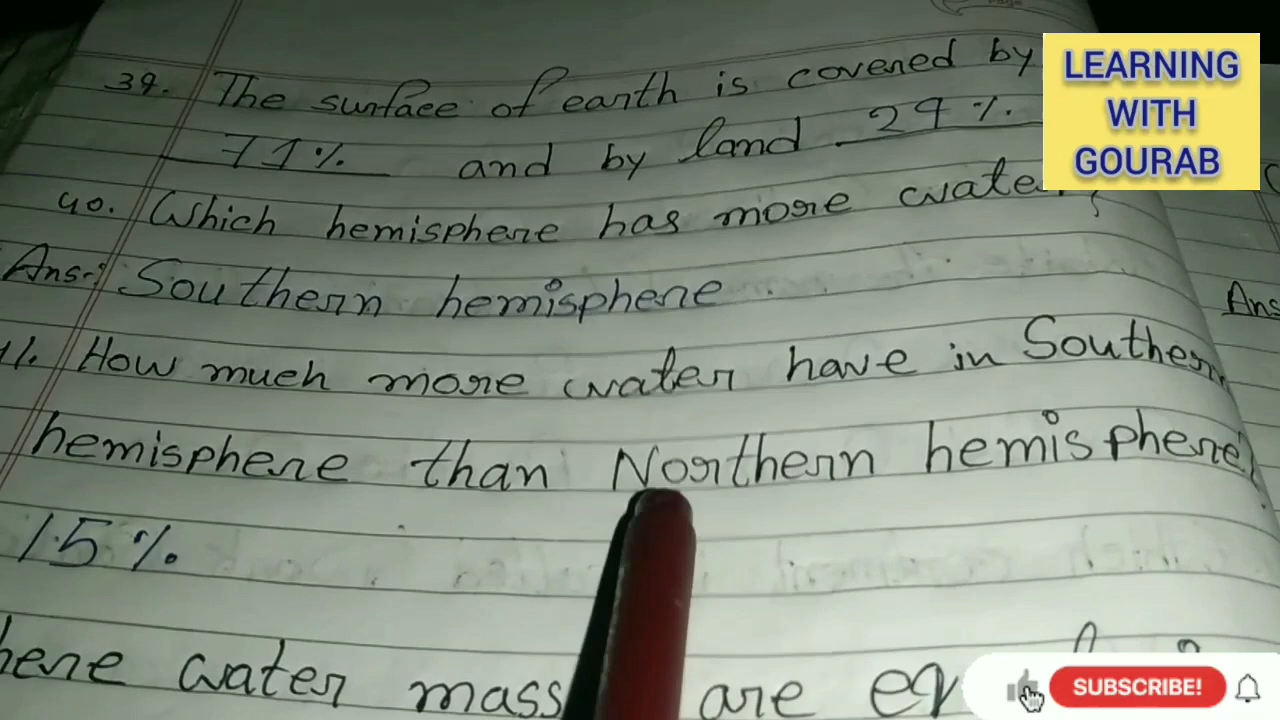 39. The surface of earth is covered by
71% and by land 29%.
40. Which hemisphere has more water?
Ans:- Southern hemisphere
41. How much more water have in Southern
hemisphere than Northern hemisphere?
15%
here water mass are
Ans
LEARNING
WITH
GOURAB
SUBSCRIBE!